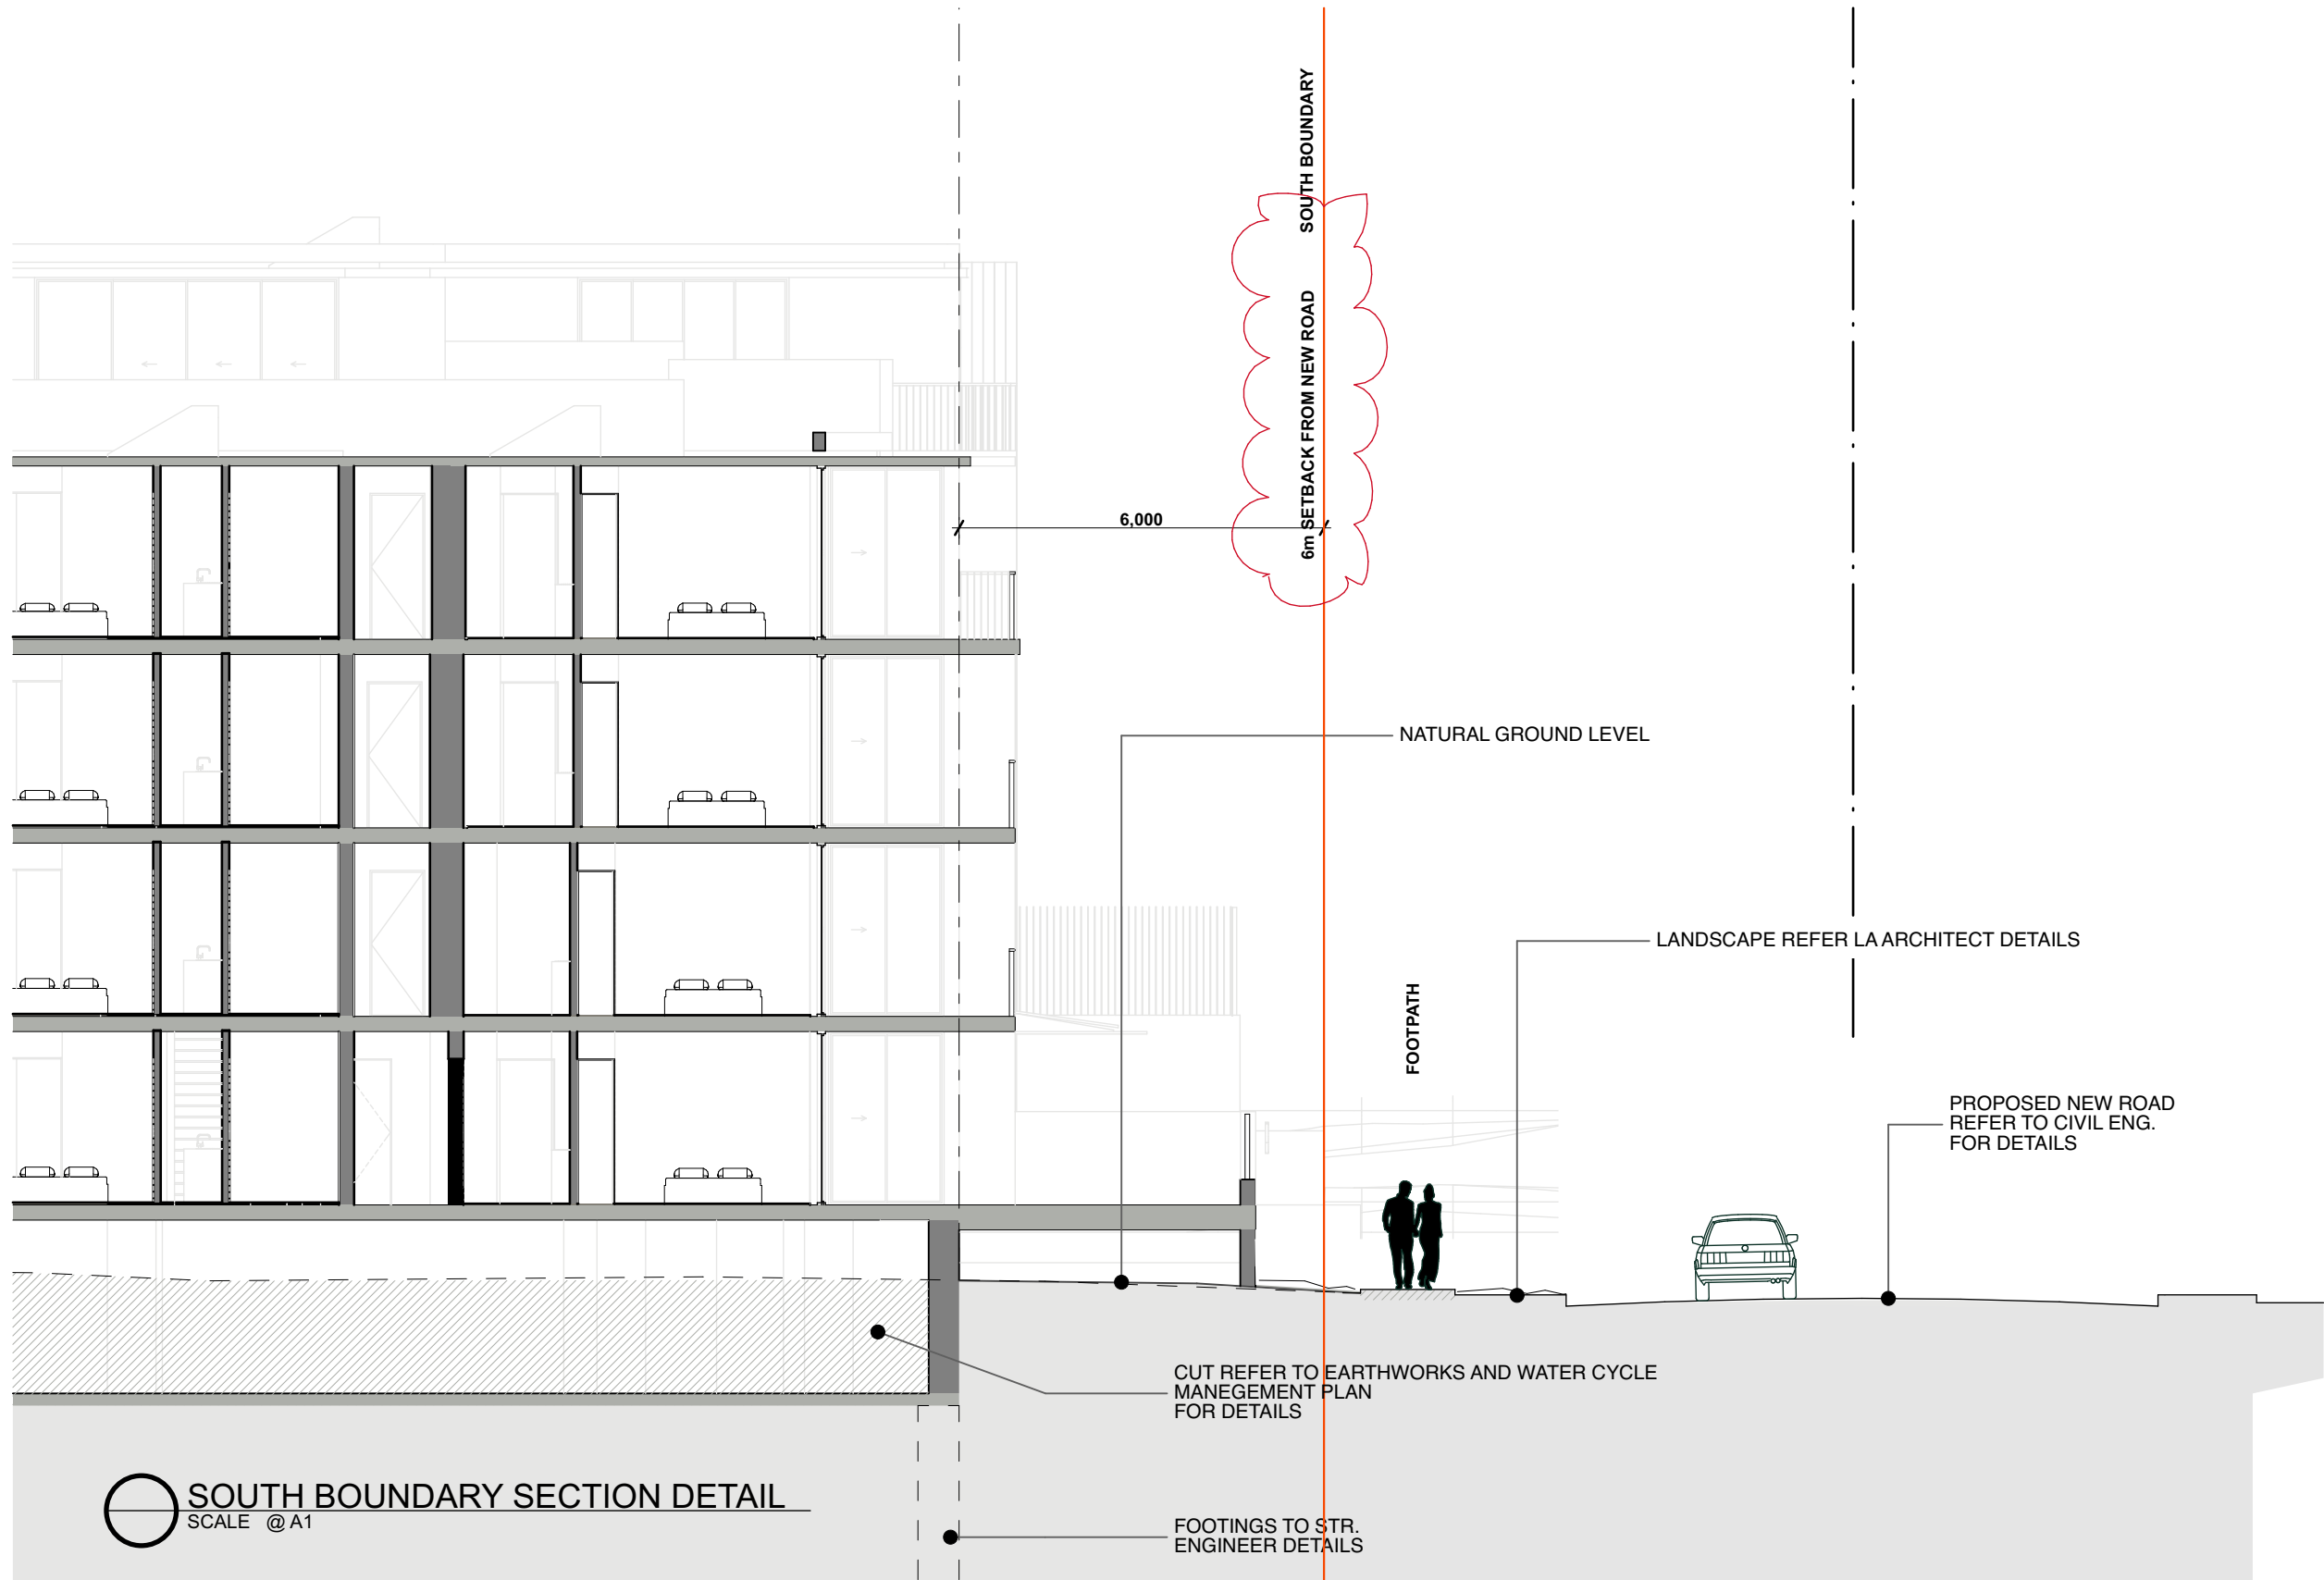 SOUTH BOUNDARY
6m SETBACK FROM NEW ROAD
6,000
NATURAL GROUND LEVEL
LANDSCAPE REFER LA ARCHITECT DETAILS
FOOTPATH
PROPOSED NEW ROAD
REFER TO CIVIL ENG.
FOR DETAILS
CUT REFER TO EARTHWORKS AND WATER CYCLE
MANEGEMENT PLAN
FOR DETAILS
SOUTH BOUNDARY SECTION DETAIL
SCALE @ A1
FOOTINGS TO STR.
ENGINEER DETAILS